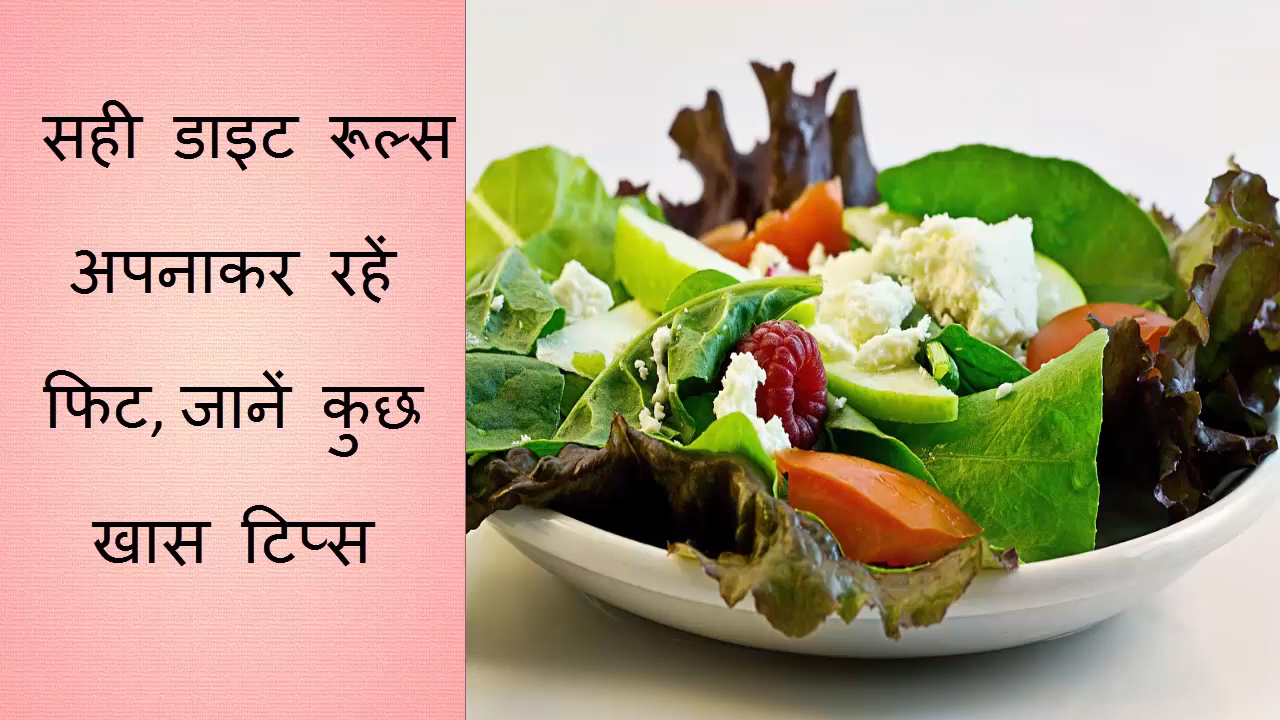 सही डाइट रूल्स
अपनाकर रहें
फिट, जानें कुछ
खास टिप्स